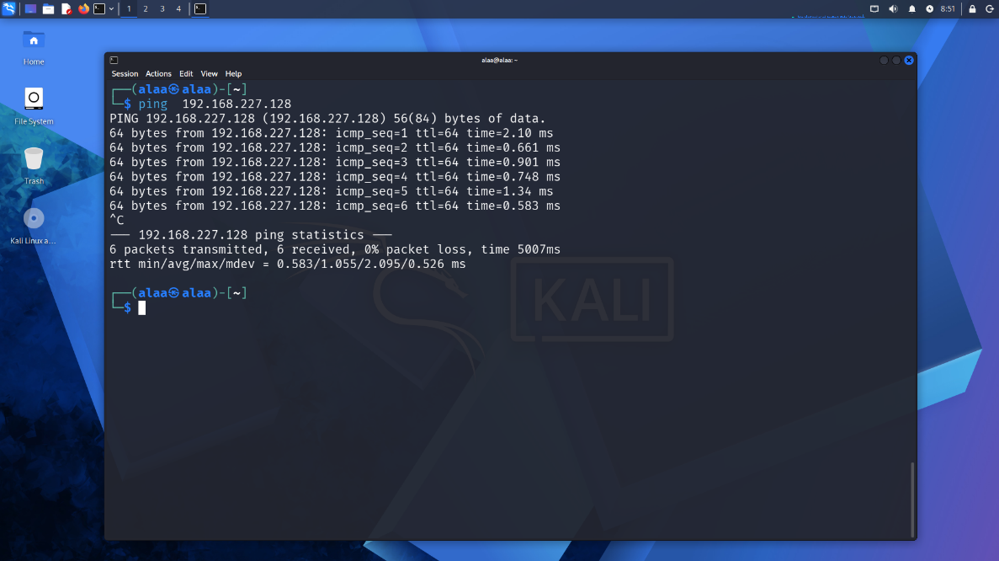 1 2 3 4
8:51
Home
File System
Trash
Kali Linux a...
alaa@alaa: ~
Session Actions Edit View Help
┌──(alaa㉿alaa)-[~]
└─$ ping  192.168.227.128
PING 192.168.227.128 (192.168.227.128) 56(84) bytes of data.
64 bytes from 192.168.227.128: icmp_seq=1 ttl=64 time=2.10 ms
64 bytes from 192.168.227.128: icmp_seq=2 ttl=64 time=0.661 ms
64 bytes from 192.168.227.128: icmp_seq=3 ttl=64 time=0.901 ms
64 bytes from 192.168.227.128: icmp_seq=4 ttl=64 time=0.748 ms
64 bytes from 192.168.227.128: icmp_seq=5 ttl=64 time=1.34 ms
64 bytes from 192.168.227.128: icmp_seq=6 ttl=64 time=0.583 ms
^C
--- 192.168.227.128 ping statistics ---
6 packets transmitted, 6 received, 0% packet loss, time 5007ms
rtt min/avg/max/mdev = 0.583/1.055/2.095/0.526 ms
┌──(alaa㉿alaa)-[~]
└─$
KALI